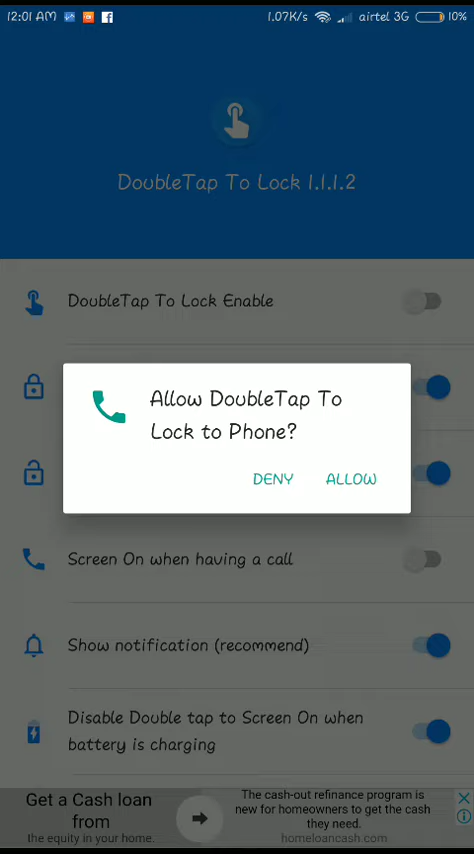 12:01 AM 1.07K/s airtel 3G 10%
DoubleTap To Lock 1.1.1.2
DoubleTap To Lock Enable
Allow DoubleTap To
Lock to Phone?
DENY ALLOW
Screen On when having a call
Show notification (recommend)
Disable Double tap to Screen On when
battery is charging
Get a Cash loan
from
the equity in your home.
The cash-out refinance program is
new for homeowners to get the cash
they need.
homeloancash.com